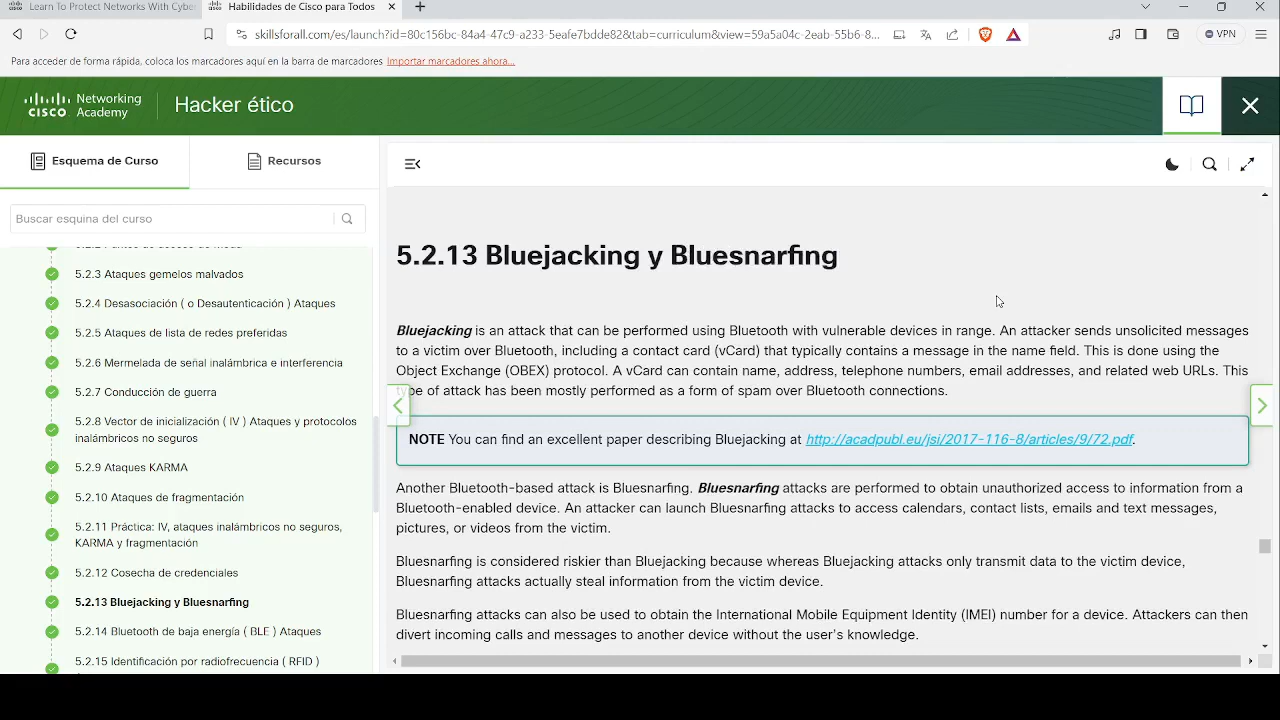 Learn To Protect Networks With Cyber
Habilidades de Cisco para Todos
skillsforall.com/es/launch?id=80c156bc-84a4-47c9-a233-5eafe7bdde82&tab=curriculum&view=59a5a04c-2eab-55b6-8...
VPN
Para acceder de forma rápida, coloca los marcadores aquí en la barra de marcadores Importar marcadores ahora...
CISCO Networking Academy
Hacker ético
Esquema de Curso
Recursos
Buscar esquina del curso
5.2.3 Ataques gemelos malvados
5.2.4 Desasociación ( o Desautenticación ) Ataques
5.2.5 Ataques de lista de redes preferidas
5.2.6 Mermelada de señal inalámbrica e interferencia
5.2.7 Conducción de guerra
5.2.8 Vector de inicialización ( IV ) Ataques y protocolos
inalámbricos no seguros
5.2.9 Ataques KARMA
5.2.10 Ataques de fragmentación
5.2.11 Práctica: IV, ataques inalámbricos no seguros,
KARMA y fragmentación
5.2.12 Cosecha de credenciales
5.2.13 Bluejacking y Bluesnarfing
5.2.14 Bluetooth de baja energía ( BLE ) Ataques
5.2.15 Identificación por radiofrecuencia ( RFID )
5.2.13 Bluejacking y Bluesnarfing
Bluejacking is an attack that can be performed using Bluetooth with vulnerable devices in range. An attacker sends unsolicited messages
to a victim over Bluetooth, including a contact card (vCard) that typically contains a message in the name field. This is done using the
Object Exchange (OBEX) protocol. A vCard can contain name, address, telephone numbers, email addresses, and related web URLs. This
type of attack has been mostly performed as a form of spam over Bluetooth connections.
NOTE You can find an excellent paper describing Bluejacking at http://acadpubl.eu/jsi/2017-116-8/articles/9/72.pdf.
Another Bluetooth-based attack is Bluesnarfing. Bluesnarfing attacks are performed to obtain unauthorized access to information from a
Bluetooth-enabled device. An attacker can launch Bluesnarfing attacks to access calendars, contact lists, emails and text messages,
pictures, or videos from the victim.
Bluesnarfing is considered riskier than Bluejacking because whereas Bluejacking attacks only transmit data to the victim device,
Bluesnarfing attacks actually steal information from the victim device.
Bluesnarfing attacks can also be used to obtain the International Mobile Equipment Identity (IMEI) number for a device. Attackers can then
divert incoming calls and messages to another device without the user's knowledge.